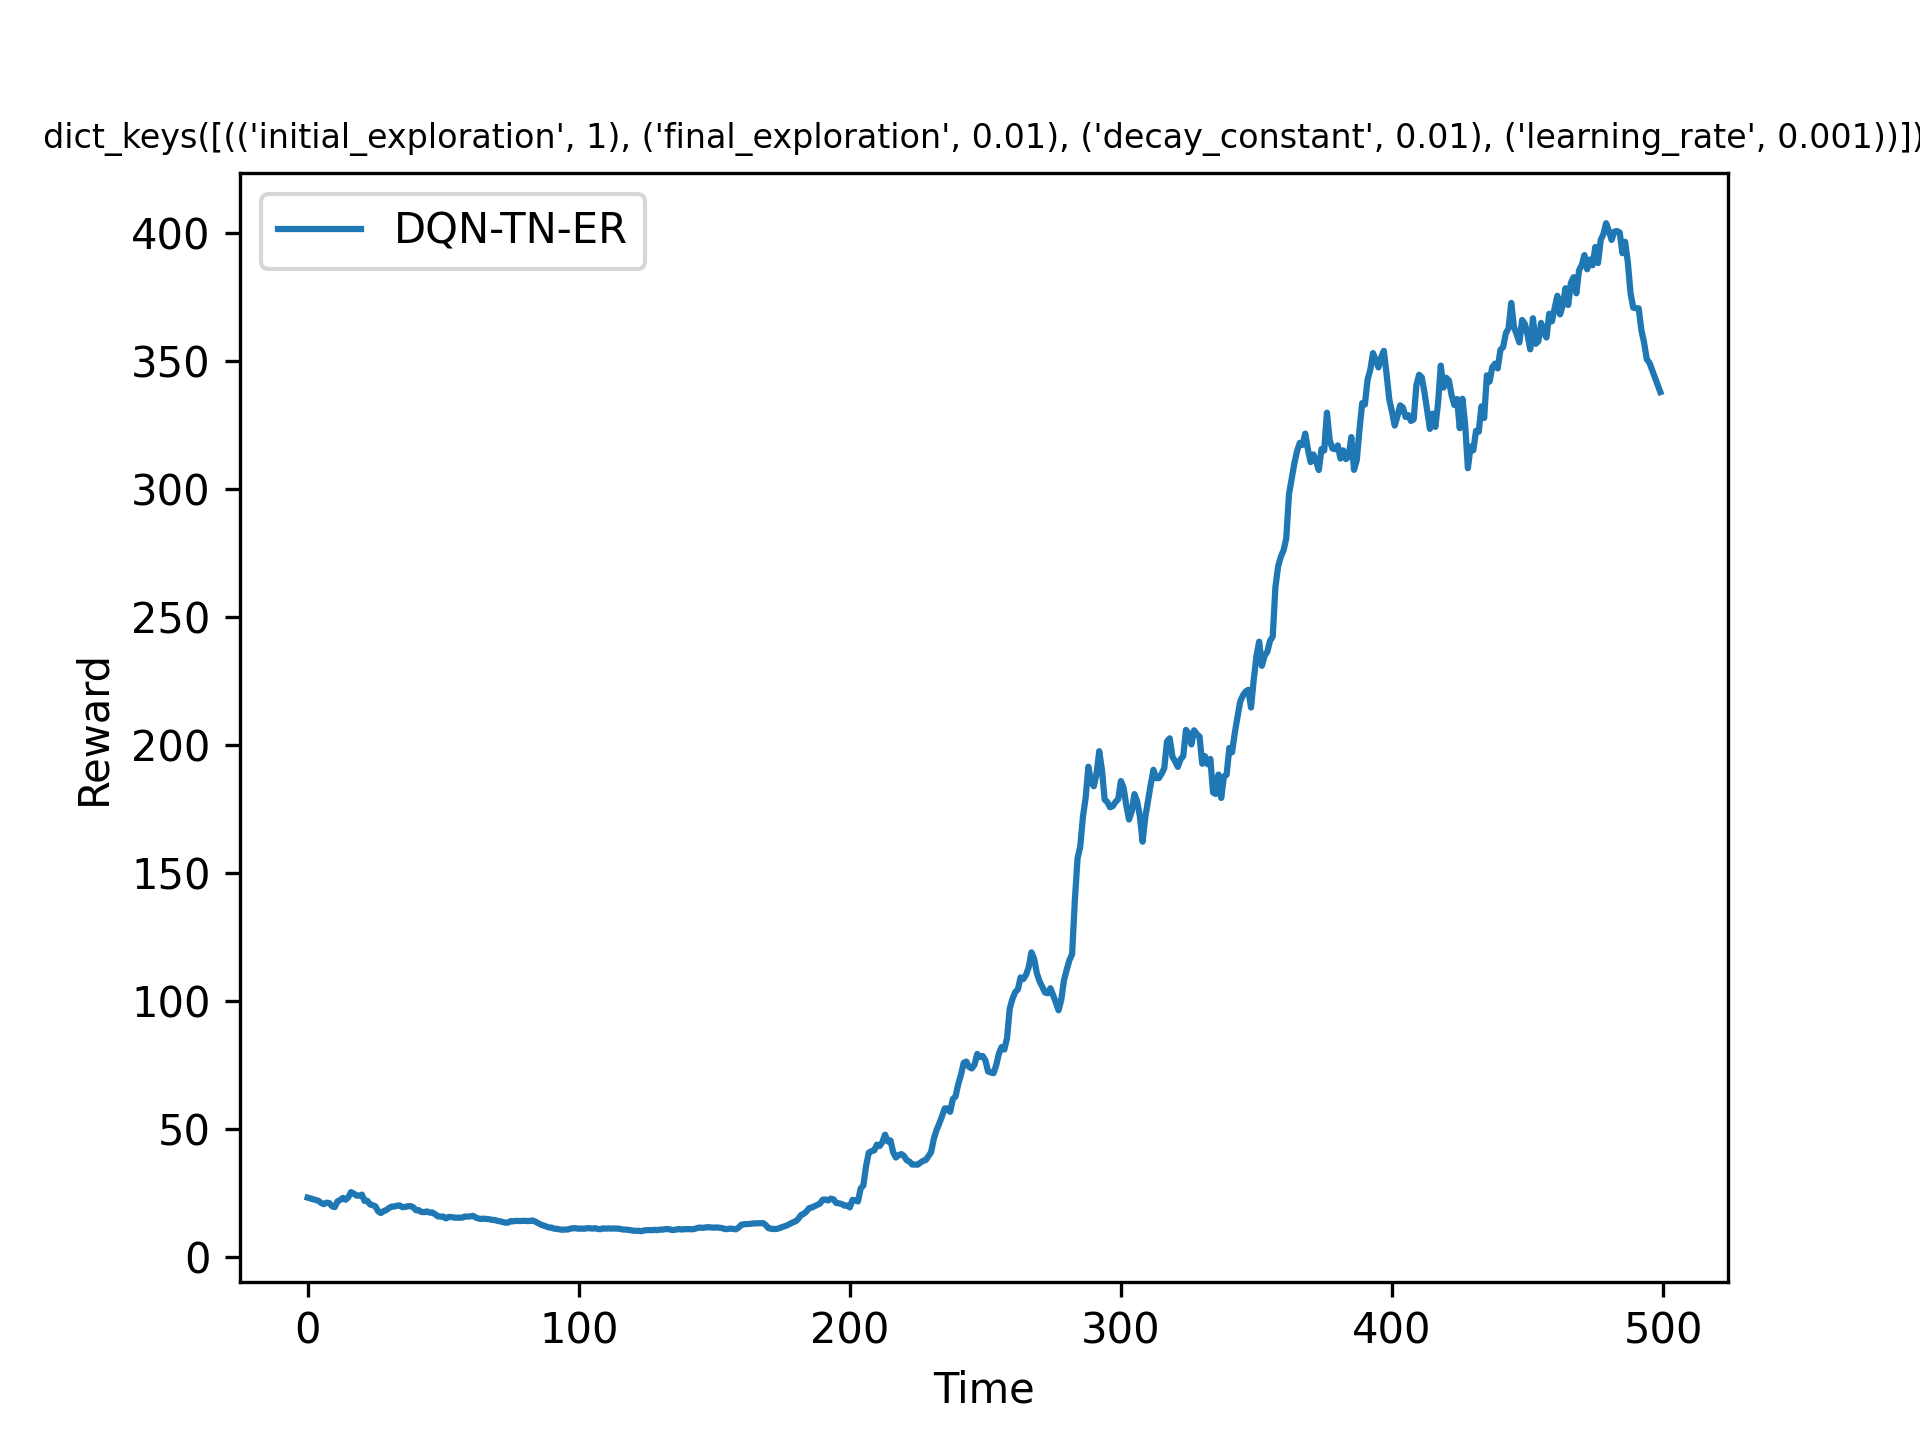 dict_keys([(('initial_exploration', 1), ('final_exploration', 0.01), ('decay_constant', 0.01), ('learning_rate', 0.001))])
DQN-TN-ER
400
350
300
250
200
150
100
50
0
Reward
0 100 200 300 400 500
Time